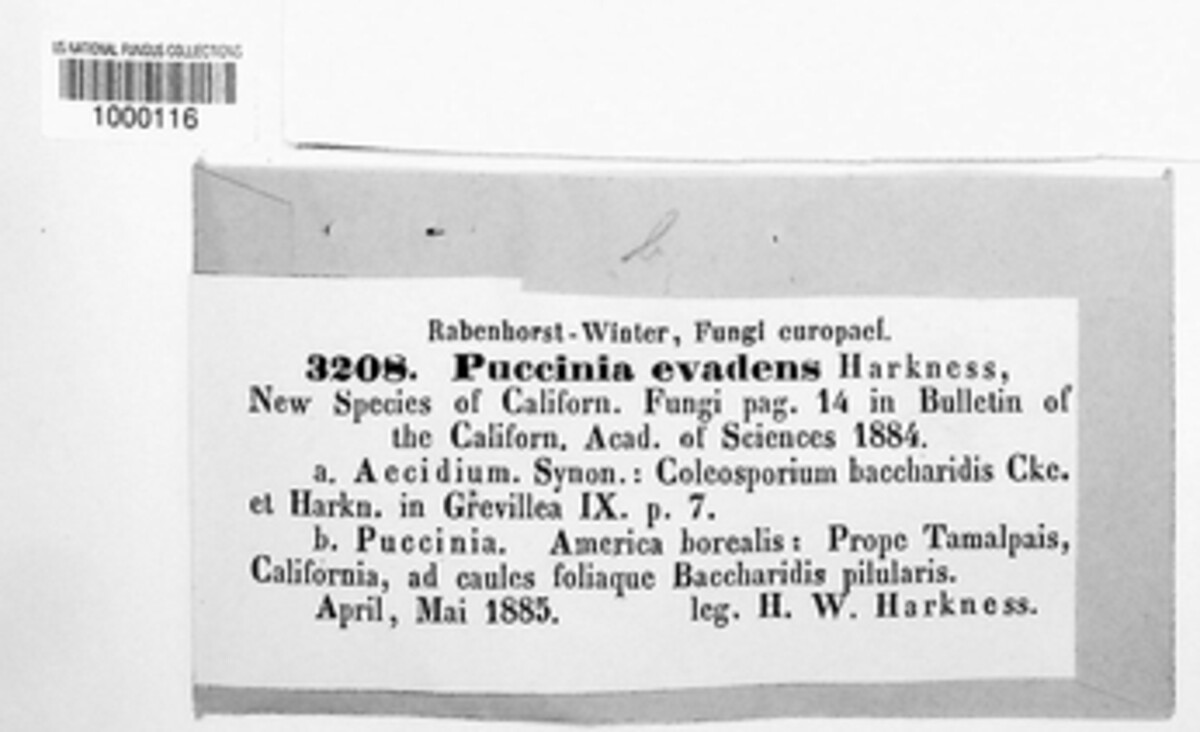 US NATIONAL FUNGUS COLLECTIONS
1000116
b
Rabenhorst-Winter, Fungi europaei.
3208. Puccinia evadens Harkness,
New Species of Californ. Fungi pag. 14 in Bulletin of
the Californ. Acad. of Sciences 1884.
a. Aecidium. Synon.: Coleosporium baccharidis Cke.
et Harkn. in Grevillea IX. p. 7.
b. Puccinia. America borealis: Prope Tamalpais,
California, ad caules foliaque Baccharidis pilularis.
April, Mai 1885. leg. H. W. Harkness.